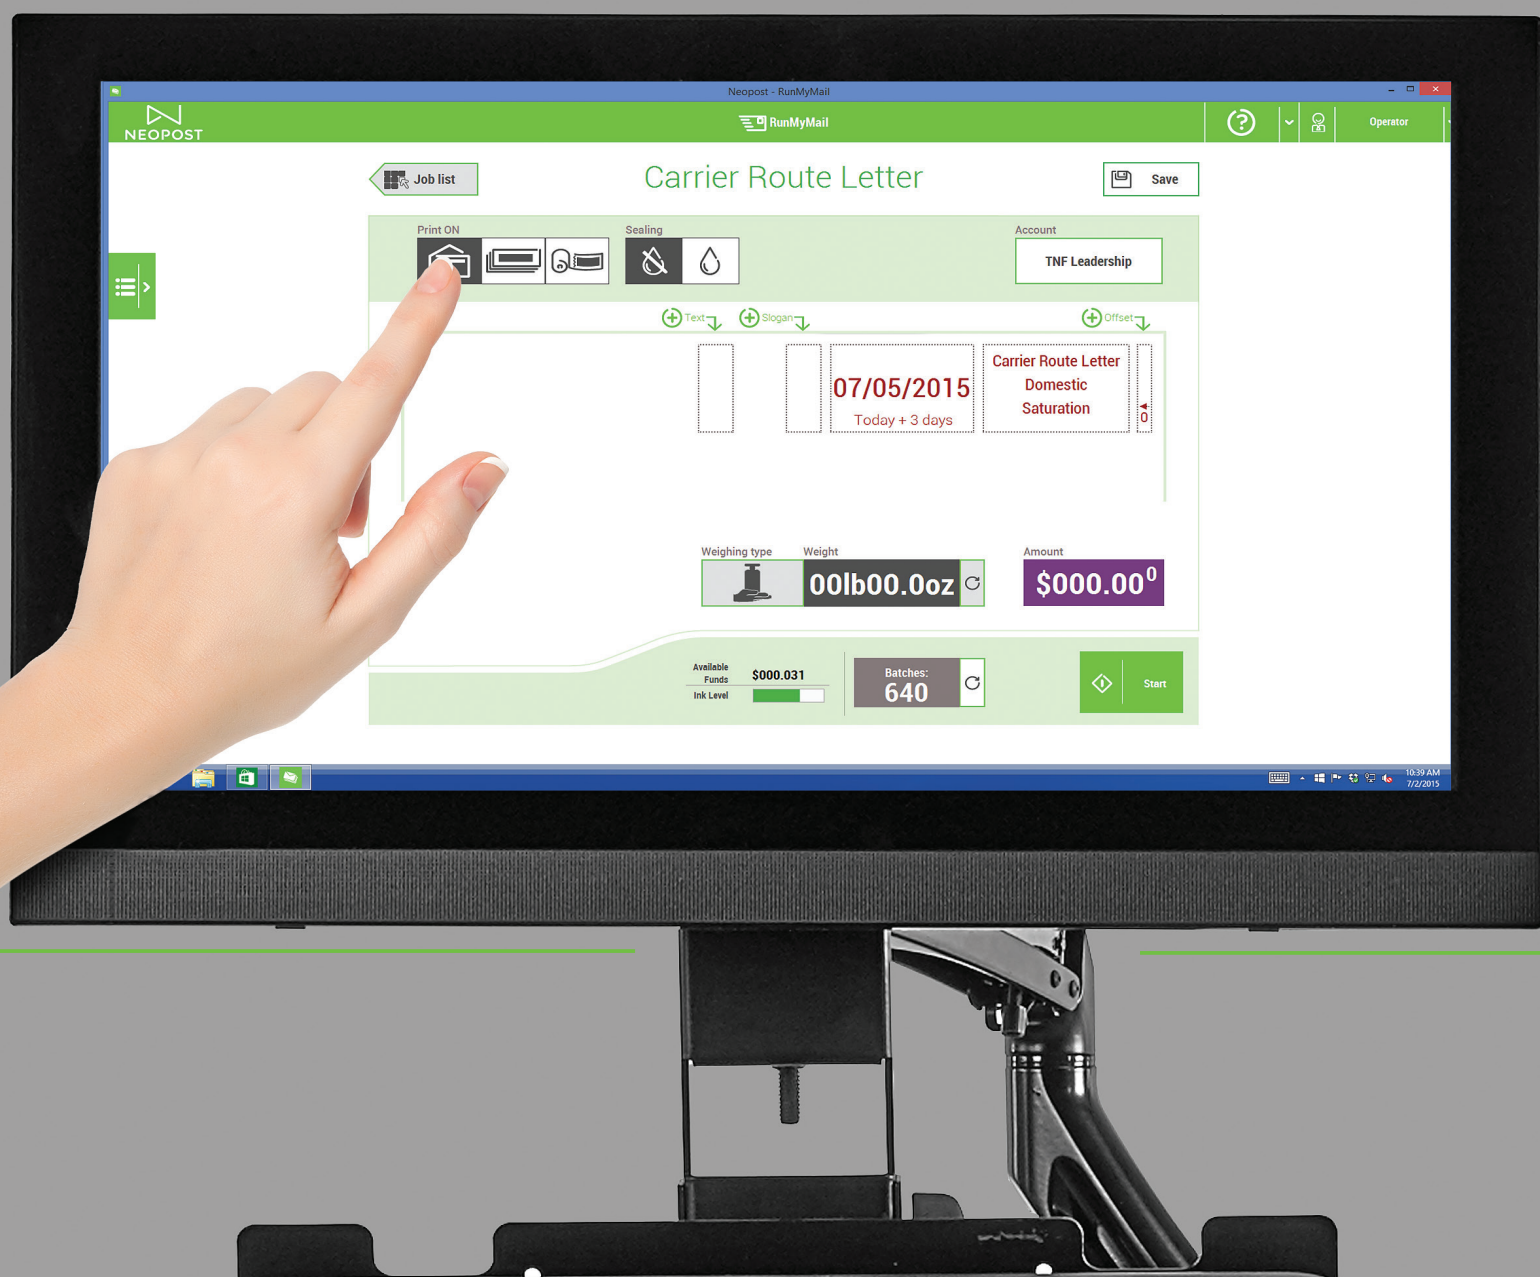 Neopost - RunMyMail
NEOPOST
RunMyMail
Operator
Job list
Carrier Route Letter
Save
Print ON
Sealing
Account
TNF Leadership
Text
Slogan
Offset
07/05/2015
Today + 3 days
Carrier Route Letter
Domestic
Saturation
0
Weighing type
Weight
Amount
00lb00.0oz
$000.00⁰
Available
Funds
$000.031
Ink Level
Batches:
640
Start
10:39 AM
7/2/2015